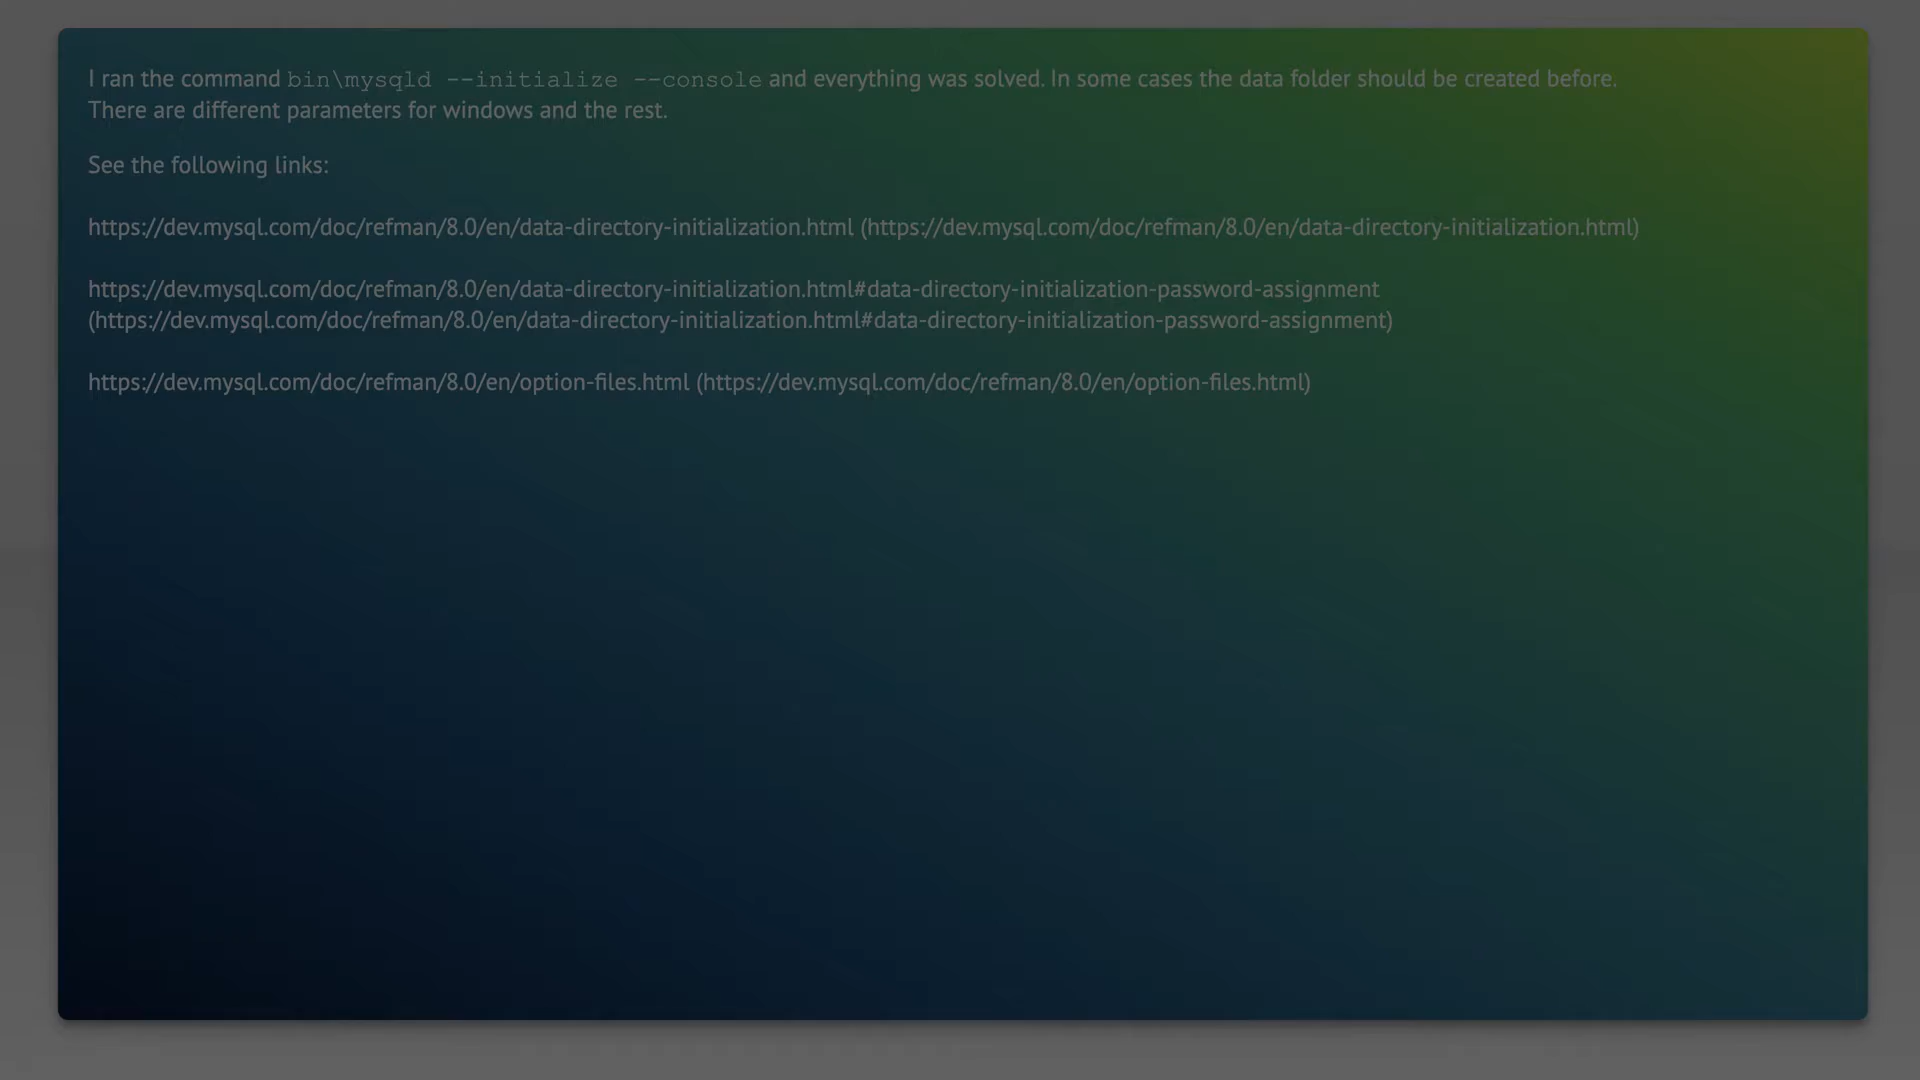 I ran the command bin\mysqld --initialize --console and everything was solved. In some cases the data folder should be created before.
There are different parameters for windows and the rest.
See the following links:
https://dev.mysql.com/doc/refman/8.0/en/data-directory-initialization.html (https://dev.mysql.com/doc/refman/8.0/en/data-directory-initialization.html)
https://dev.mysql.com/doc/refman/8.0/en/data-directory-initialization.html#data-directory-initialization-password-assignment
(https://dev.mysql.com/doc/refman/8.0/en/data-directory-initialization.html#data-directory-initialization-password-assignment)
https://dev.mysql.com/doc/refman/8.0/en/option-files.html (https://dev.mysql.com/doc/refman/8.0/en/option-files.html)